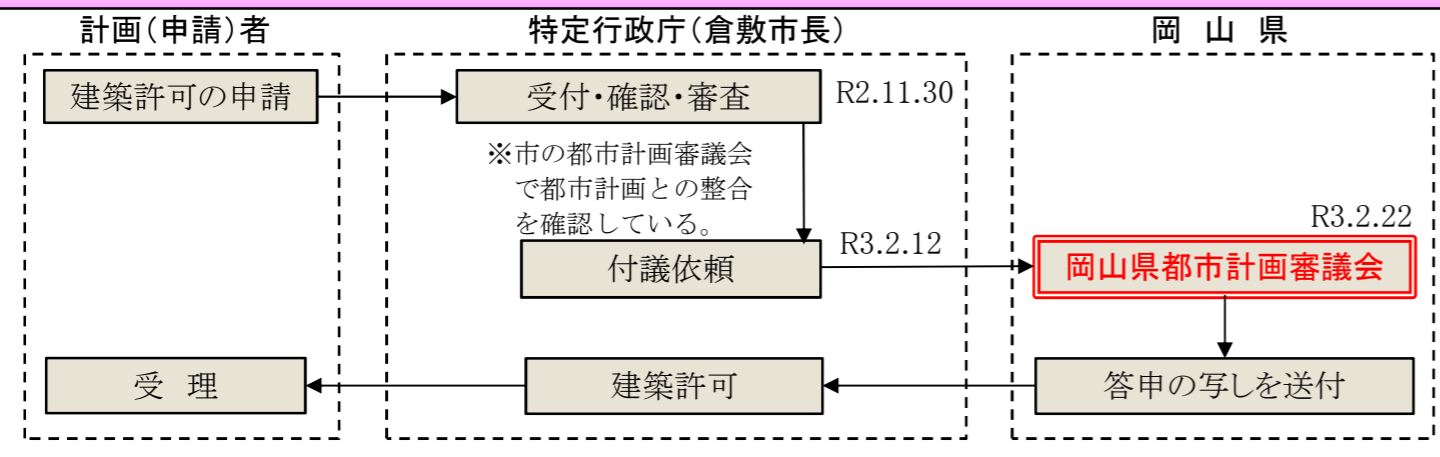 計画(申請)者
特定行政庁(倉敷市長)
岡 山 県
建築許可の申請
受付・確認・審査
R2.11.30
※市の都市計画審議会
で都市計画との整合
を確認している。
R3.2.22
付議依頼
R3.2.12
岡山県都市計画審議会
受 理
建築許可
答申の写しを送付